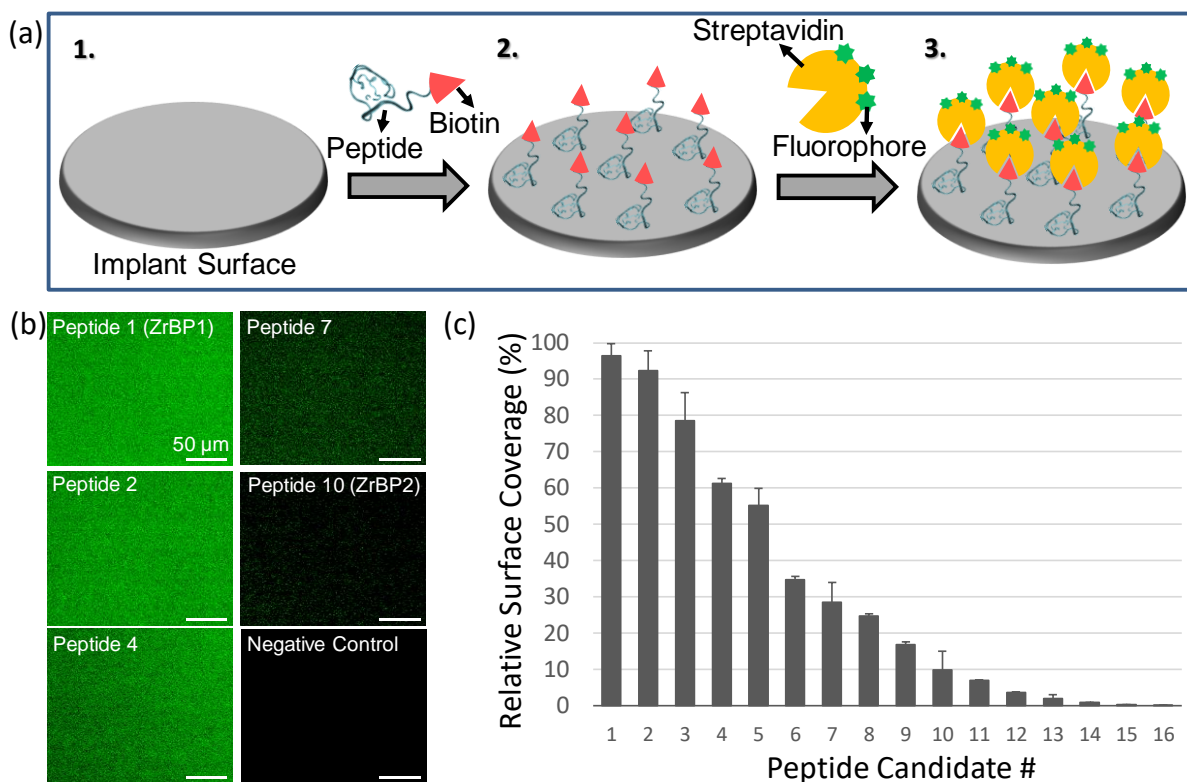 (a)
1.
2.
3.
Streptavidin
Biotin
Peptide
Fluorophore
Implant Surface
(b)
Peptide 1 (ZrBP1)
50 µm
Peptide 7
Peptide 2
Peptide 10 (ZrBP2)
Peptide 4
Negative Control
(c)
Relative Surface Coverage (%)
100
90
80
70
60
50
40
30
20
10
0
1 2 3 4 5 6 7 8 9 10 11 12 13 14 15 16
Peptide Candidate #